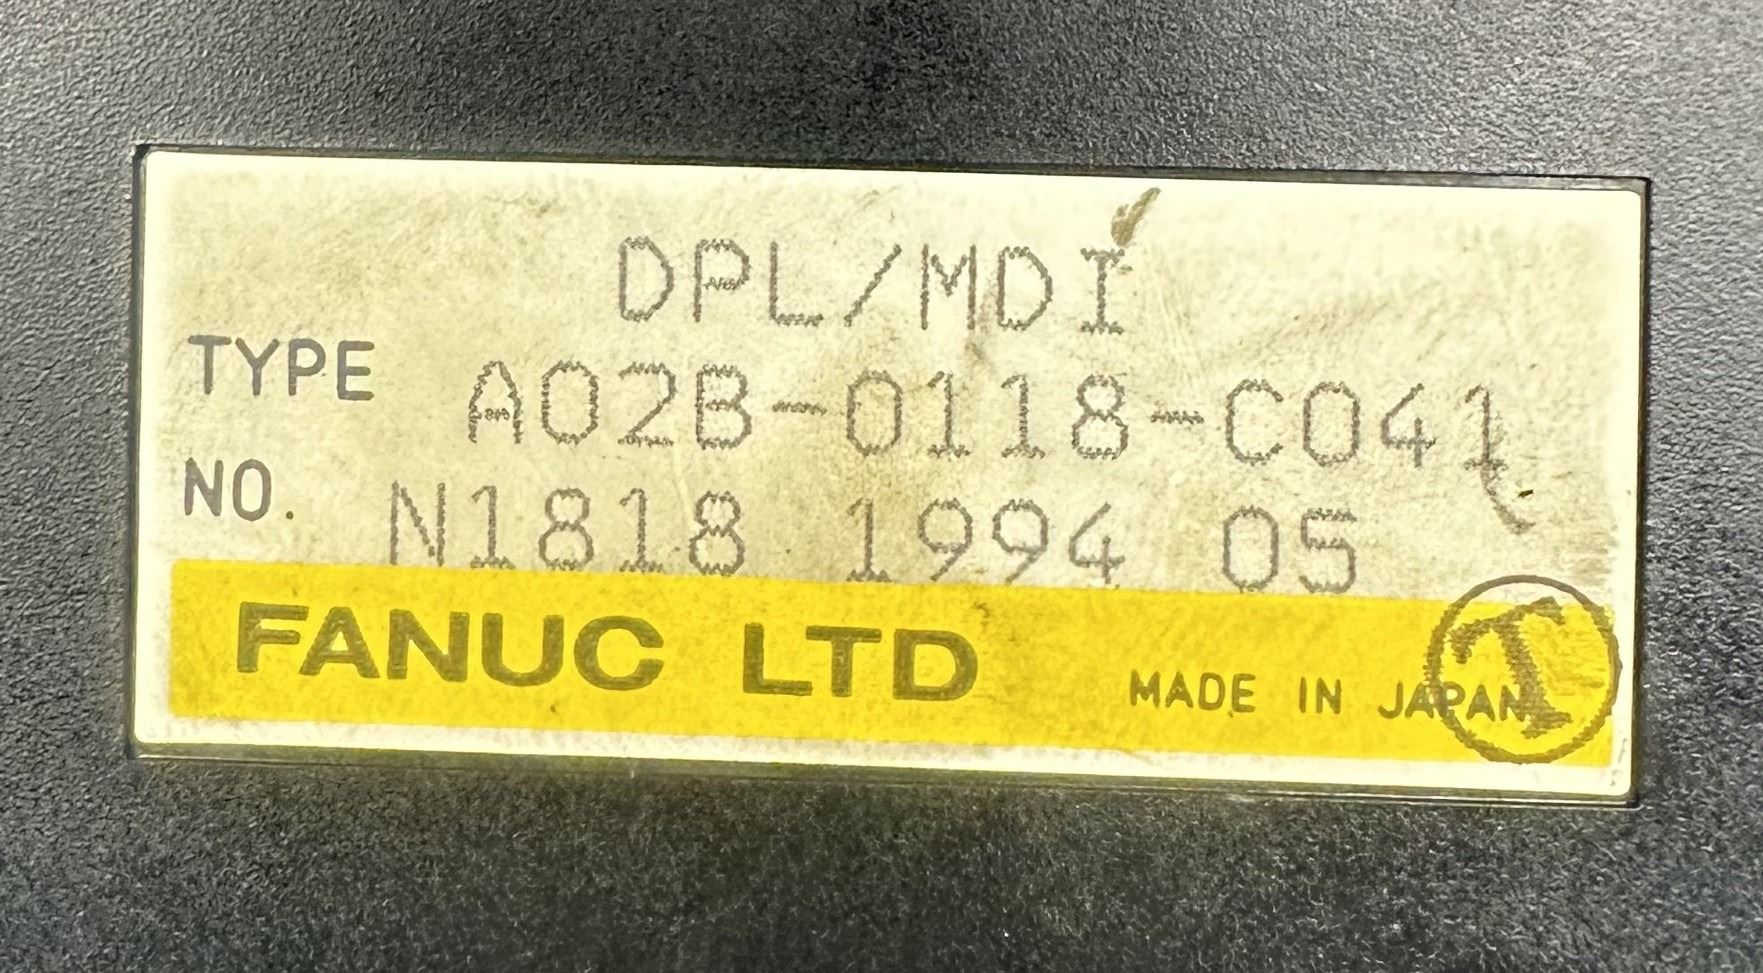 DPL/MDI
TYPE A02B-0118-C041
NO. N1818 1994 05
FANUC LTD MADE IN JAPAN
T